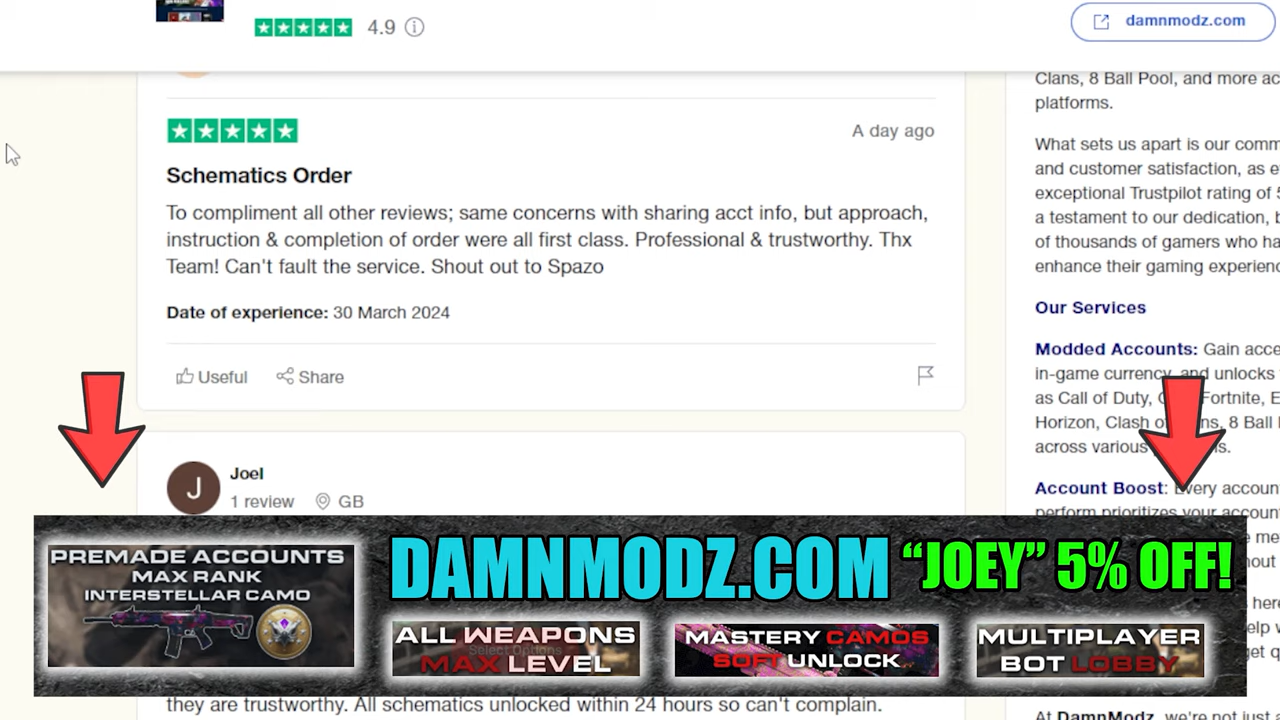 4.9
damnmodz.com
A day ago
Schematics Order
To compliment all other reviews; same concerns with sharing acct info, but approach,
instruction & completion of order were all first class. Professional & trustworthy. Thx
Team! Can't fault the service. Shout out to Spazo
Date of experience: 30 March 2024
Useful
Share
J
Joel
1 review
GB
they are trustworthy. All schematics unlocked within 24 hours so can't complain.
Clans, 8 Ball Pool, and more
platforms.
What sets us apart is our
and customer satisfaction, as
exceptional Trustpilot rating of
a testament to our dedication,
of thousands of gamers who
enhance their gaming
Our Services
Modded Accounts: Gain
in-game currency, and unlocks
as Call of Duty, Fortnite,
Horizon, Clash 8 Ball
across various
Account Boost: Every
perform prioritizes your
At DamnModz, we're not just
PREMADE ACCOUNTS
MAX RANK
INTERSTELLAR CAMO
DAMNMODZ.COM
"JOEY" 5% OFF!
ALL WEAPONS
Select Options
MAX LEVEL
MASTERY CAMOS
SOFT UNLOCK
MULTIPLAYER
BOT LOBBY